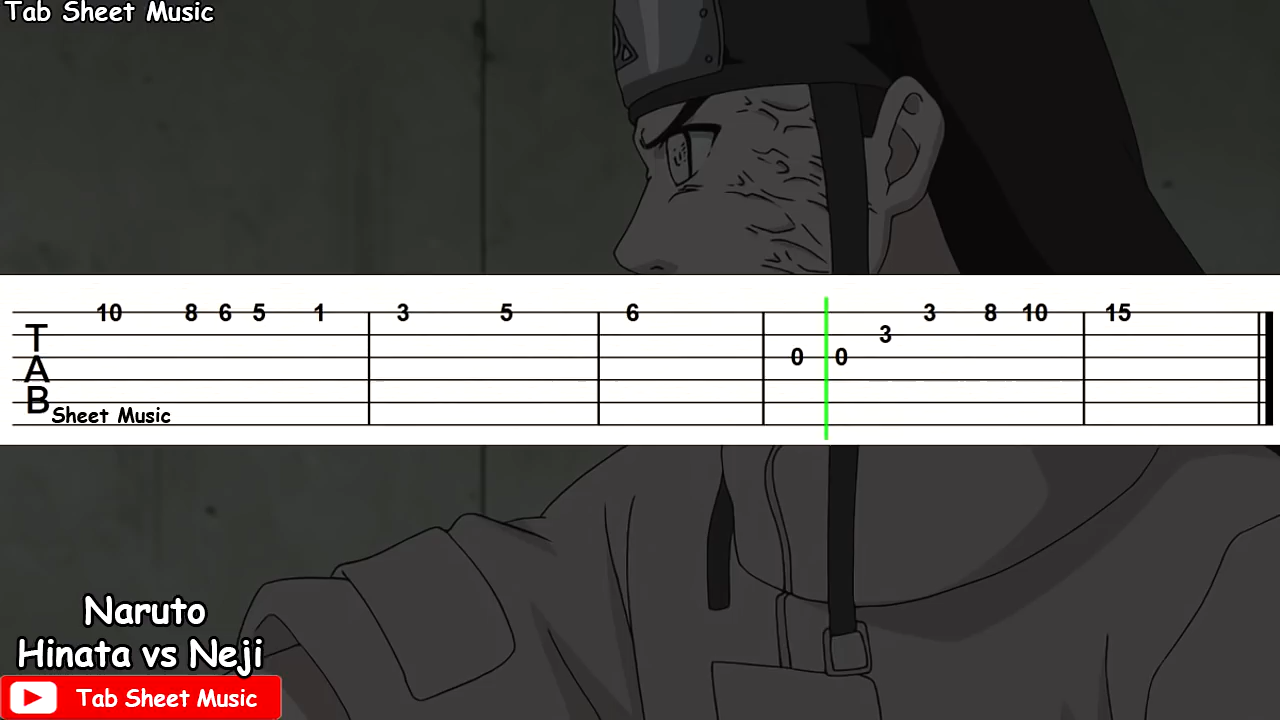 Tab Sheet Music
10 8 6 5 1 3 5 6 3 8 10 15
3
0 0
TAB
Sheet Music
Naruto
Hinata vs Neji
Tab Sheet Music